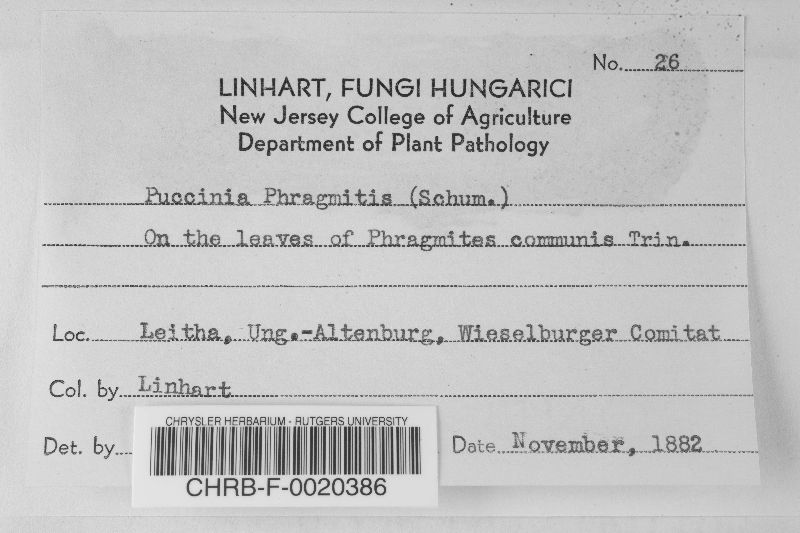 No. 26
LINHART, FUNGI HUNGARICI
New Jersey College of Agriculture
Department of Plant Pathology
Puccinia Phragmitis (Schum.)
On the leaves of Phragmites communis Trin.
Loc. Leitha, Ung.-Altenburg, Wieselburger Comitat
Col. by Linhart
Det. by
Date November, 1882
CHRYSLER HERBARIUM - RUTGERS UNIVERSITY
CHRB-F-0020386